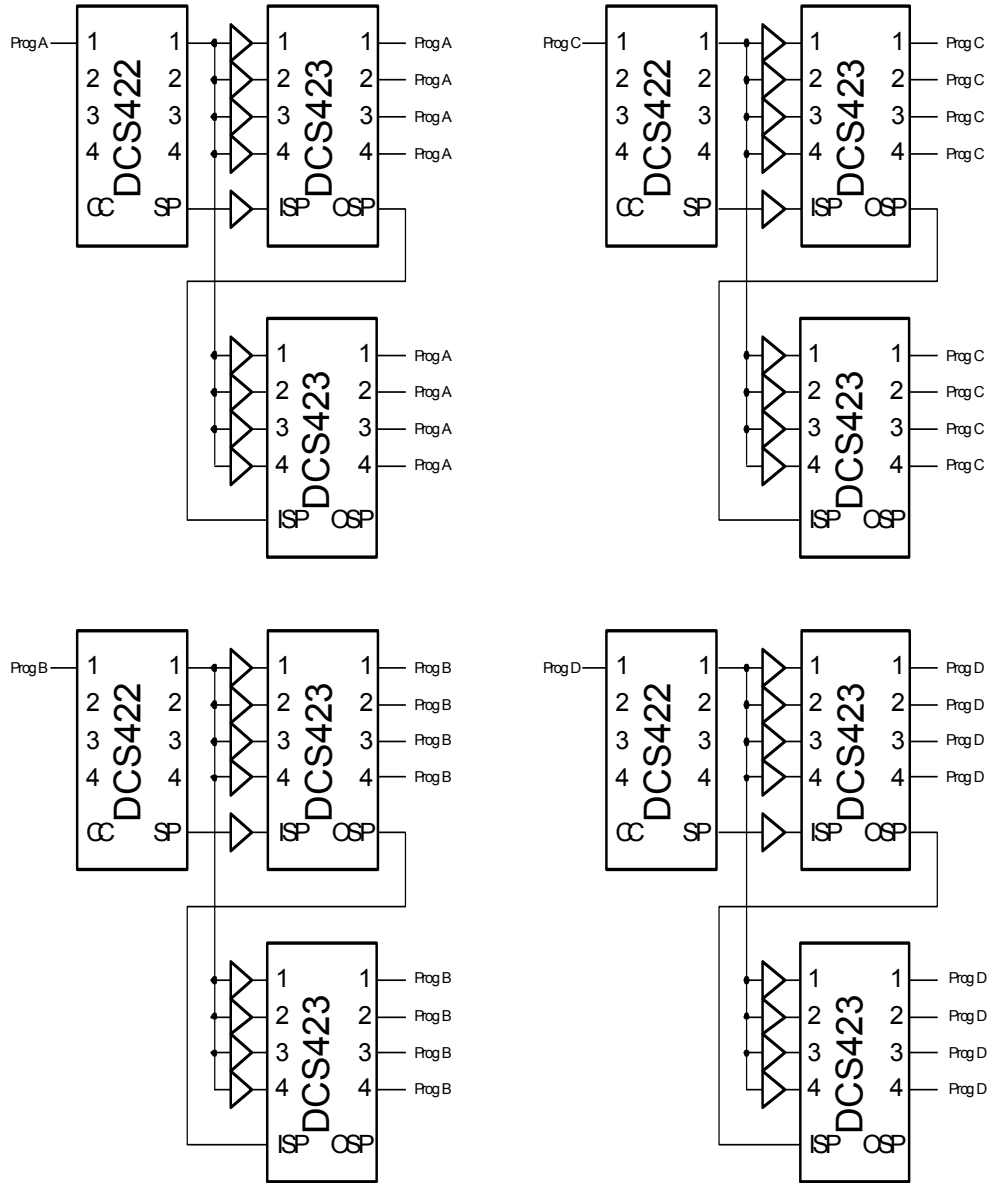 Prog A 1 1 1 1 Prog A
2 2 2 2 Prog A
3 3 3 3 Prog A
4 4 4 4 Prog A
DCS422 DCS423
CC SP ISP OSP
Prog C 1 1 1 1 Prog C
2 2 2 2 Prog C
3 3 3 3 Prog C
4 4 4 4 Prog C
DCS422 DCS423
CC SP ISP OSP
1 1 Prog A
2 2 Prog A
3 3 Prog A
4 4 Prog A
DCS423
ISP OSP
1 1 Prog C
2 2 Prog C
3 3 Prog C
4 4 Prog C
DCS423
ISP OSP
Prog B 1 1 1 1 Prog B
2 2 2 2 Prog B
3 3 3 3 Prog B
4 4 4 4 Prog B
DCS422 DCS423
CC SP ISP OSP
Prog D 1 1 1 1 Prog D
2 2 2 2 Prog D
3 3 3 3 Prog D
4 4 4 4 Prog D
DCS422 DCS423
CC SP ISP OSP
1 1 Prog B
2 2 Prog B
3 3 Prog B
4 4 Prog B
DCS423
ISP OSP
1 1 Prog D
2 2 Prog D
3 3 Prog D
4 4 Prog D
DCS423
ISP OSP